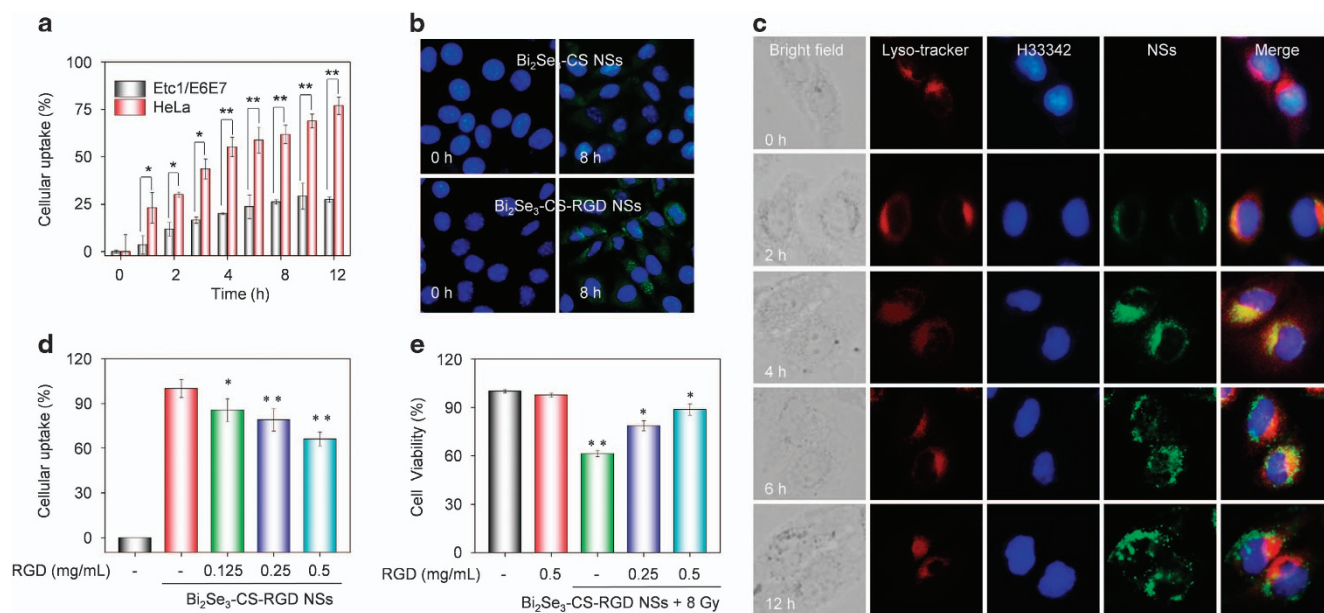 a
Cellular uptake (%)
100
75
50
25
0
Etc1/E6E7
HeLa
* * * ** ** ** ** **
0 2 4 8 12
Time (h)
b
Bi₂Se₃-CS NSs
0 h 8 h
Bi₂Se₃-CS-RGD NSs
0 h 8 h
c
Bright field Lyso-tracker H33342 NSs Merge
0 h
2 h
4 h
6 h
12 h
d
Cellular uptake (%)
120
90
60
30
0
* ** **
RGD (mg/mL) - - 0.125 0.25 0.5
Bi₂Se₃-CS-RGD NSs
e
Cell Viability (%)
120
90
60
30
0
** * *
RGD (mg/mL) - 0.5 - 0.25 0.5
Bi₂Se₃-CS-RGD NSs + 8 Gy